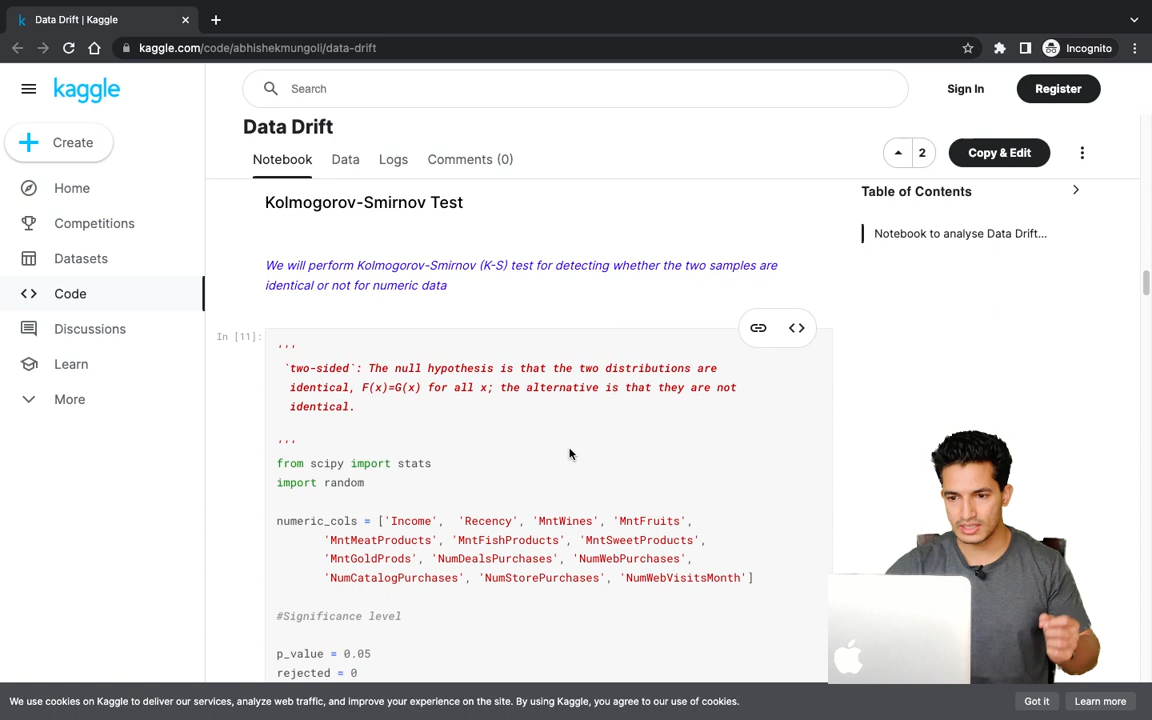 Data Drift | Kaggle
kaggle.com/code/abhishekmungoli/data-drift
Incognito
kaggle
Search
Sign In
Register
Create
Home
Competitions
Datasets
Code
Discussions
Learn
More
Data Drift
Notebook
Data
Logs
Comments (0)
2
Copy & Edit
Table of Contents
Notebook to analyse Data Drift...
Kolmogorov-Smirnov Test
We will perform Kolmogorov-Smirnov (K-S) test for detecting whether the two samples are
identical or not for numeric data
In [11]:
'''
`two-sided`: The null hypothesis is that the two distributions are
identical, F(x)=G(x) for all x; the alternative is that they are not
identical.
'''
from scipy import stats
import random
numeric_cols = ['Income', 'Recency', 'MntWines', 'MntFruits',
'MntMeatProducts', 'MntFishProducts', 'MntSweetProducts',
'MntGoldProds', 'NumDealsPurchases', 'NumWebPurchases',
'NumCatalogPurchases', 'NumStorePurchases', 'NumWebVisitsMonth']
#Significance level
p_value = 0.05
rejected = 0
We use cookies on Kaggle to deliver our services, analyze web traffic, and improve your experience on the site. By using Kaggle, you agree to our use of cookies.
Got it
Learn more